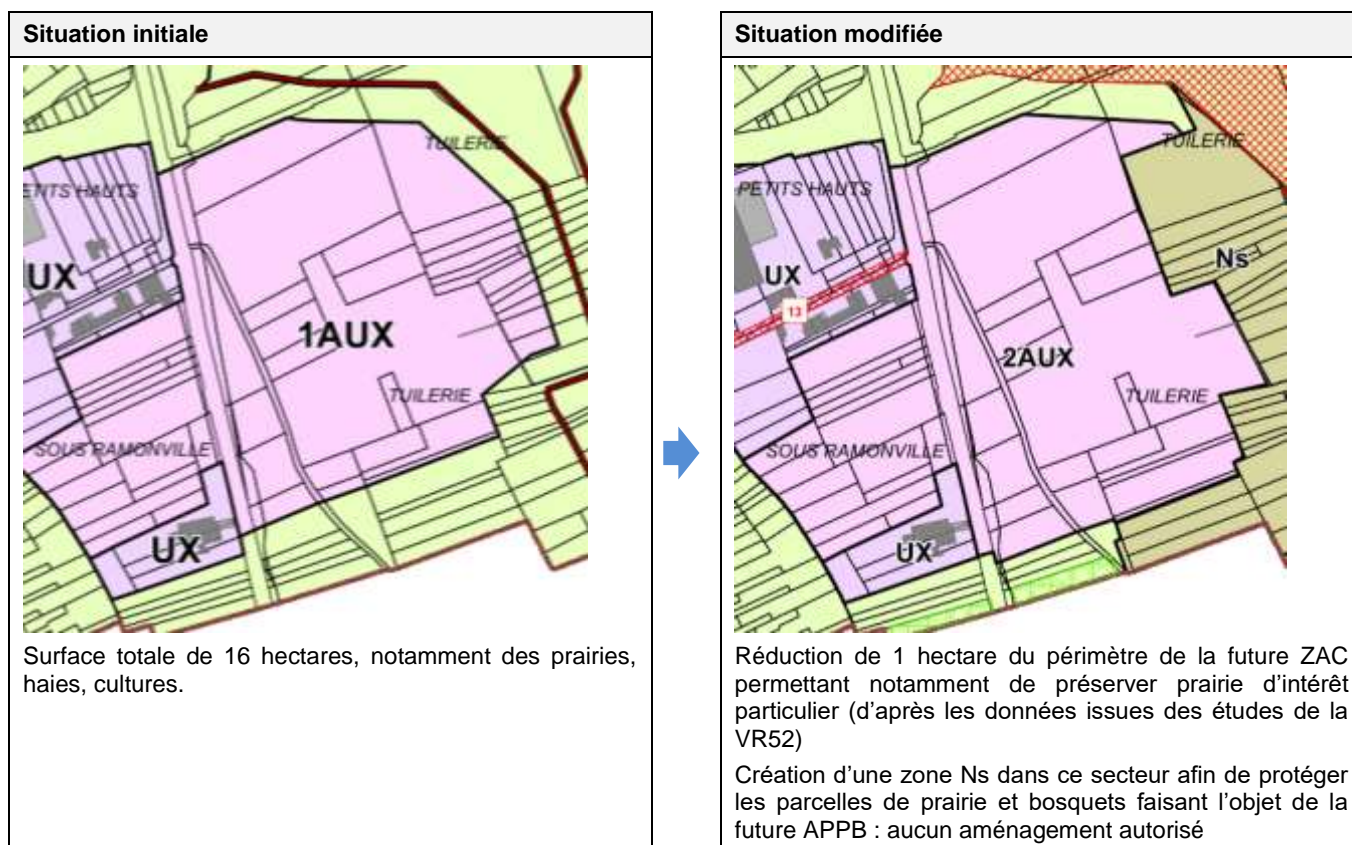 Situation initiale
TUILERIE
PETITS HAUTS
UX
1AUX
TUILERIE
SOUS RAMONVILLE
UX
Surface totale de 16 hectares, notamment des prairies,
haies, cultures.
Situation modifiée
TUILERIE
PETITS HAUTS
Ns
UX
13
2AUX
TUILERIE
SOUS RAMONVILLE
UX
Réduction de 1 hectare du périmètre de la future ZAC
permettant notamment de préserver prairie d’intérêt
particulier (d’après les données issues des études de la
VR52)
Création d’une zone Ns dans ce secteur afin de protéger
les parcelles de prairie et bosquets faisant l’objet de la
future APPB : aucun aménagement autorisé